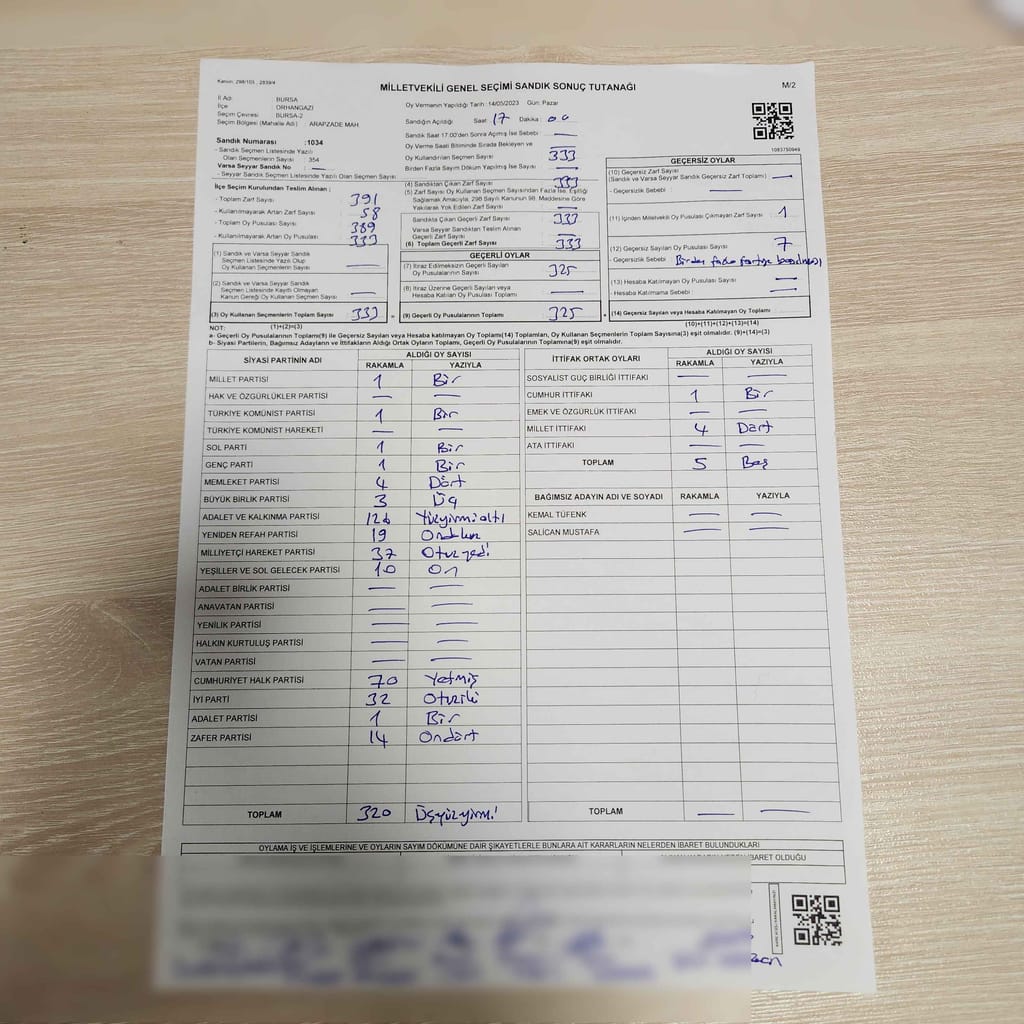 Kanun: 298/105 , 2839/4
MİLLETVEKİLİ GENEL SEÇİMİ SANDIK SONUÇ TUTANAĞI
M/2
İl Adı : BURSA
İlçe : ORHANGAZİ
Seçim Çevresi : BURSA-2
Seçim Bölgesi (Mahalle Adı) : ARAPZADE MAH.
Sandık Numarası : 1034
- Sandık Seçmen Listesinde Yazılı
Olan Seçmenlerin Sayısı : 354
Varsa Seyyar Sandık No : —
- Seyyar Sandık Seçmen Listesinde Yazılı Olan Seçmen Sayısı
İlçe Seçim Kurulundan Teslim Alınan ;
- Toplam Zarf Sayısı : 391
- Kullanılmayarak Artan Zarf Sayısı : 58
- Toplam Oy Pusulası Sayısı : 389
- Kullanılmayarak Artan Oy Pusulası : 333
(1) Sandık ve Varsa Seyyar Sandık
Seçmen Listesinde Yazılı Olup
Oy Kullanan Seçmenlerin Sayısı : —
(2) Sandık ve Varsa Seyyar Sandık
Seçmen Listesinde Kayıtlı Olmayan
Kanun Gereği Oy Kullanan Seçmen Sayısı : —
(3) Oy Kullanan Seçmenlerin Toplam Sayısı : 333
(1)+(2)=(3)
Oy Vermenin Yapıldığı Tarih : 14/05/2023 Gün: Pazar
Sandığın Açıldığı Saat : 17 Dakika : 00
Sandık Saat 17:00'den Sonra Açılmış İse Sebebi : —
Oy Verme Saati Bitiminde Sırada Bekleyen ve
Oy Kullandırılan Seçmen Sayısı : 333
Birden Fazla Sayım Döküm Yapılmış İse Sayısı : —
(4) Sandıktan Çıkan Zarf Sayısı : 333
(5) Zarf Sayısı Oy Kullanan Seçmen Sayısından Fazla İse, Eşitliği
Sağlamak Amacıyla, 298 Sayılı Kanunun 98. Maddesine Göre
Yakılarak Yok Edilen Zarf Sayısı : —
Sandıkta Çıkan Geçerli Zarf Sayısı : 333
Varsa Seyyar Sandıktan Teslim Alınan
Geçerli Zarf Sayısı : —
(6) Toplam Geçerli Zarf Sayısı : 333
GEÇERLİ OYLAR
(7) İtiraz Edilmeksizin Geçerli Sayılan
Oy Pusulalarının Sayısı : 325
(8) İtiraz Üzerine Geçerli Sayılan veya
Hesaba Katılan Oy Pusulası Toplamı : —
= (9) Geçerli Oy Pusulalarının Toplamı : 325
1083750949
GEÇERSİZ OYLAR
(10) Geçersiz Zarf Sayısı
(Sandık ve Varsa Seyyar Sandık Geçersiz Zarf Toplamı) : —
- Geçersizlik Sebebi : —
(11) İçinden Milletvekili Oy Pusulası Çıkmayan Zarf Sayısı : 1
(12) Geçersiz Sayılan Oy Pusulası Sayısı : 7
- Geçersizlik Sebebi : Birden fazla partiye basılması
(13) Hesaba Katılmayan Oy Pusulası Sayısı : —
- Hesaba Katılmama Sebebi : —
+ (14) Geçersiz Sayılan veya Hesaba Katılmayan Oy Toplamı
(10)+(11)+(12)+(13)=(14)
NOT:
a- Geçerli Oy Pusulalarının Toplamı(9) ile Geçersiz Sayılan veya Hesaba katılmayan Oy Toplamı(14) Toplamları, Oy Kullanan Seçmenlerin Toplam Sayısına(3) eşit olmalıdır. (9)+(14)=(3)
b- Siyasi Partilerin, Bağımsız Adayların ve İttifakların Aldığı Ortak Oyların Toplamı, Geçerli Oy Pusulalarının Toplamına(9) eşit olmalıdır.
SİYASİ PARTİNİN ADI ALDIĞI OY SAYISI
RAKAMLA YAZIYLA
MİLLET PARTİSİ 1 Bir
HAK VE ÖZGÜRLÜKLER PARTİSİ — —
TÜRKİYE KOMÜNİST PARTİSİ 1 Bir
TÜRKİYE KOMÜNİST HAREKETİ — —
SOL PARTİ 1 Bir
GENÇ PARTİ 1 Bir
MEMLEKET PARTİSİ 4 Dört
BÜYÜK BİRLİK PARTİSİ 3 Üç
ADALET VE KALKINMA PARTİSİ 126 Yüzyirmialtı
YENİDEN REFAH PARTİSİ 19 Ondokuz
MİLLİYETÇİ HAREKET PARTİSİ 37 Otuzyedi
YEŞİLLER VE SOL GELECEK PARTİSİ 10 On
ADALET BİRLİK PARTİSİ — —
ANAVATAN PARTİSİ — —
YENİLİK PARTİSİ — —
HALKIN KURTULUŞ PARTİSİ — —
VATAN PARTİSİ — —
CUMHURİYET HALK PARTİSİ 70 Yetmiş
İYİ PARTİ 32 Otuziki
ADALET PARTİSİ 1 Bir
ZAFER PARTİSİ 14 Ondört
TOPLAM 320 Üçyüzyirmi
İTTİFAK ORTAK OYLARI ALDIĞI OY SAYISI
RAKAMLA YAZIYLA
SOSYALİST GÜÇ BİRLİĞİ İTTİFAKI — —
CUMHUR İTTİFAKI 1 Bir
EMEK VE ÖZGÜRLÜK İTTİFAKI — —
MİLLET İTTİFAKI 4 Dört
ATA İTTİFAKI — —
TOPLAM 5 Beş
BAĞIMSIZ ADAYIN ADI VE SOYADI RAKAMLA YAZIYLA
KEMAL TÜFENK — —
SALİCAN MUSTAFA — —
TOPLAM — —
OYLAMA İŞ VE İŞLEMLERİNE VE OYLARIN SAYIM DÖKÜMÜNE DAİR ŞİKAYETLERLE BUNLARA AİT KARARLARIN NELERDEN İBARET BULUNDUKLARI
İBARET OLDUĞU